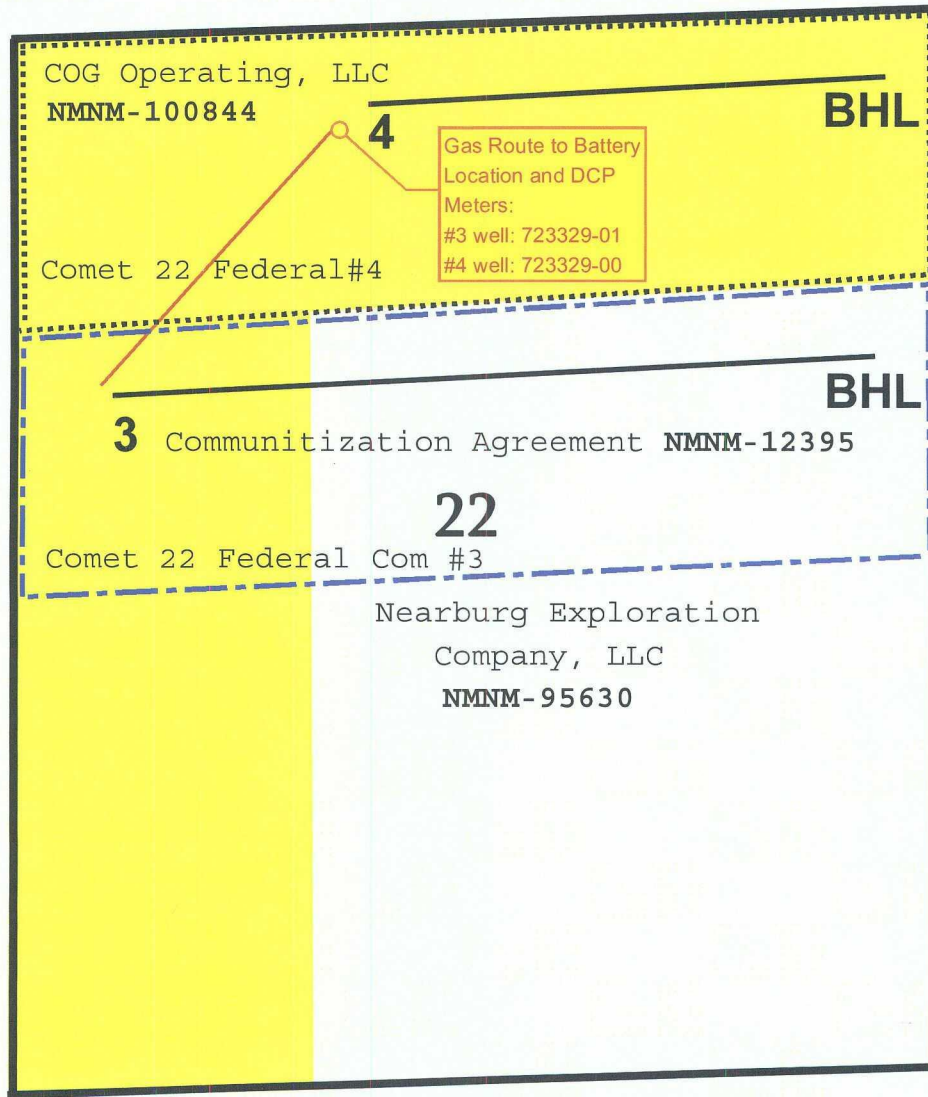 COG Operating, LLC
NMNM-100844
4
BHL
Gas Route to Battery
Location and DCP
Meters:
#3 well: 723329-01
#4 well: 723329-00
Comet 22 Federal#4
BHL
3 Communitization Agreement NMNM-12395
22
Comet 22 Federal Com #3
Nearburg Exploration
Company, LLC
NMNM-95630